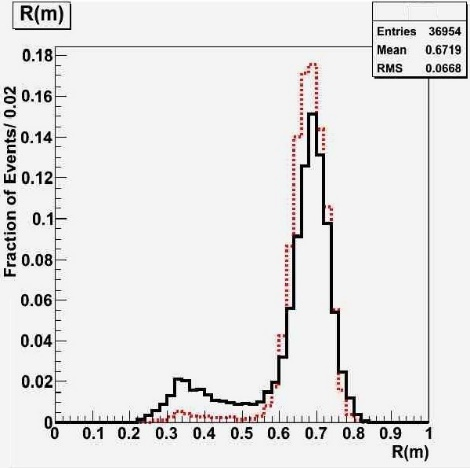 R(m)
Entries 36954
Mean 0.6719
RMS 0.0668
Fraction of Events/ 0.02
0.18
0.16
0.14
0.12
0.1
0.08
0.06
0.04
0.02
0
0 0.1 0.2 0.3 0.4 0.5 0.6 0.7 0.8 0.9 1
R(m)